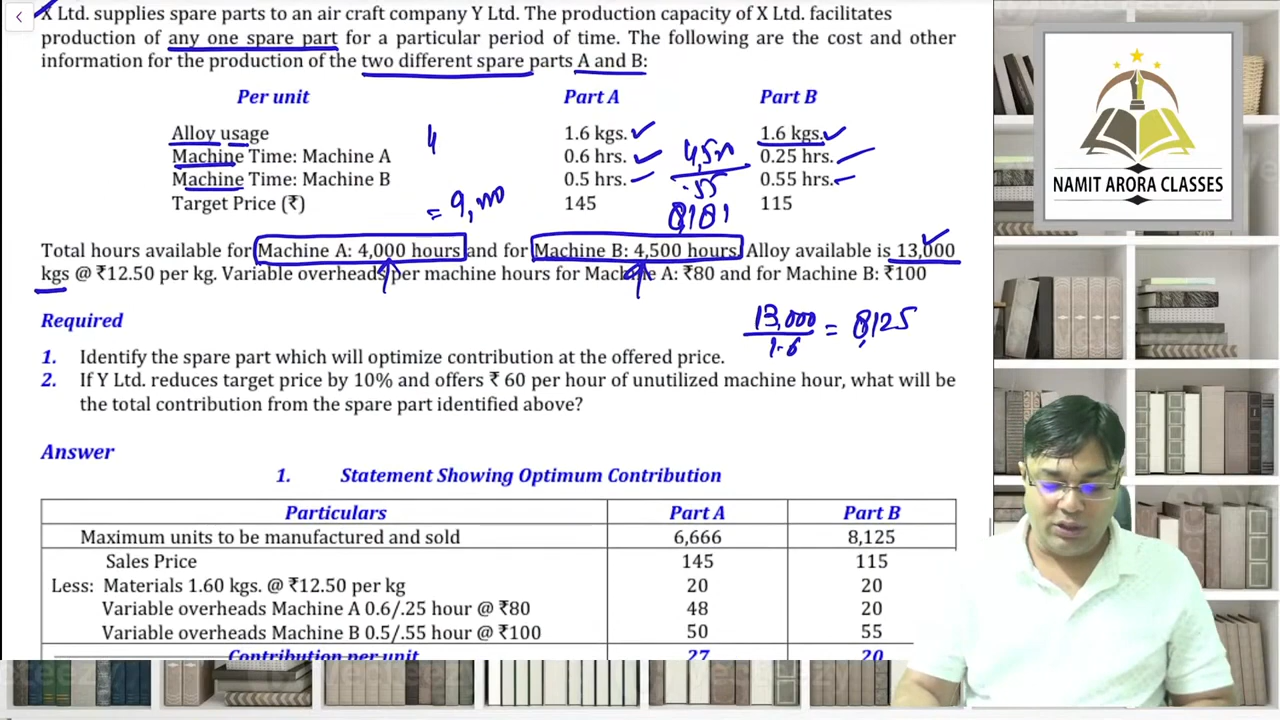 X Ltd. supplies spare parts to an air craft company Y Ltd. The production capacity of X Ltd. facilitates
production of any one spare part for a particular period of time. The following are the cost and other
information for the production of the two different spare parts A and B:
Per unit Part A Part B
Alloy usage 1.6 kgs. 1.6 kgs.
Machine Time: Machine A 0.6 hrs. 0.25 hrs.
Machine Time: Machine B 0.5 hrs. 0.55 hrs.
Target Price (₹) 145 115
4
= 9,000
.55
8181
Total hours available for Machine A: 4,000 hours and for Machine B: 4,500 hours. Alloy available is 13,000
kgs @ ₹12.50 per kg. Variable overheads per machine hours for Machine A: ₹80 and for Machine B: ₹100
13,000
1.6
= 8125
Required
1. Identify the spare part which will optimize contribution at the offered price.
2. If Y Ltd. reduces target price by 10% and offers ₹ 60 per hour of unutilized machine hour, what will be
the total contribution from the spare part identified above?
Answer
1. Statement Showing Optimum Contribution
Particulars Part A Part B
Maximum units to be manufactured and sold 6,666 8,125
Sales Price 145 115
Less: Materials 1.60 kgs. @ ₹12.50 per kg 20 20
Variable overheads Machine A 0.6/.25 hour @ ₹80 48 20
Variable overheads Machine B 0.5/.55 hour @ ₹100 50 55
Contribution per unit 27 20
NAMIT ARORA CLASSES